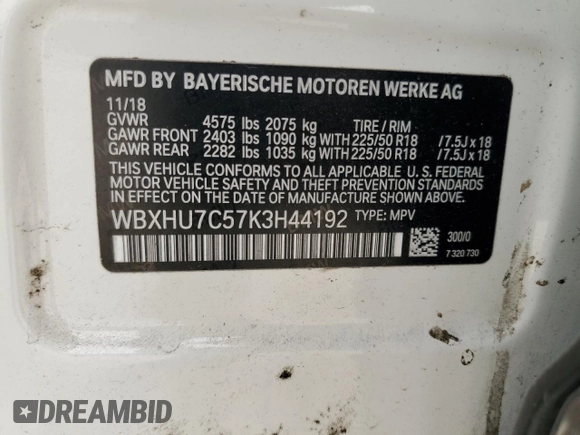 MFD BY BAYERISCHE MOTOREN WERKE AG
11/18
GVWR 4575 lbs 2075 kg TIRE / RIM
GAWR FRONT 2403 lbs 1090 kg WITH 225/50 R18 /7.5J x 18
GAWR REAR 2282 lbs 1035 kg WITH 225/50 R18 /7.5J x 18
THIS VEHICLE CONFORMS TO ALL APPLICABLE U. S. FEDERAL
MOTOR VEHICLE SAFETY, BUMPER, AND THEFT PREVENTION
STANDARDS IN EFFECT ON THE DATE OF MANUFACTURE SHOWN ABOVE.
WBXHU7C57K3H44192 TYPE: MPV
300/0
7 320 730
DREAMBID